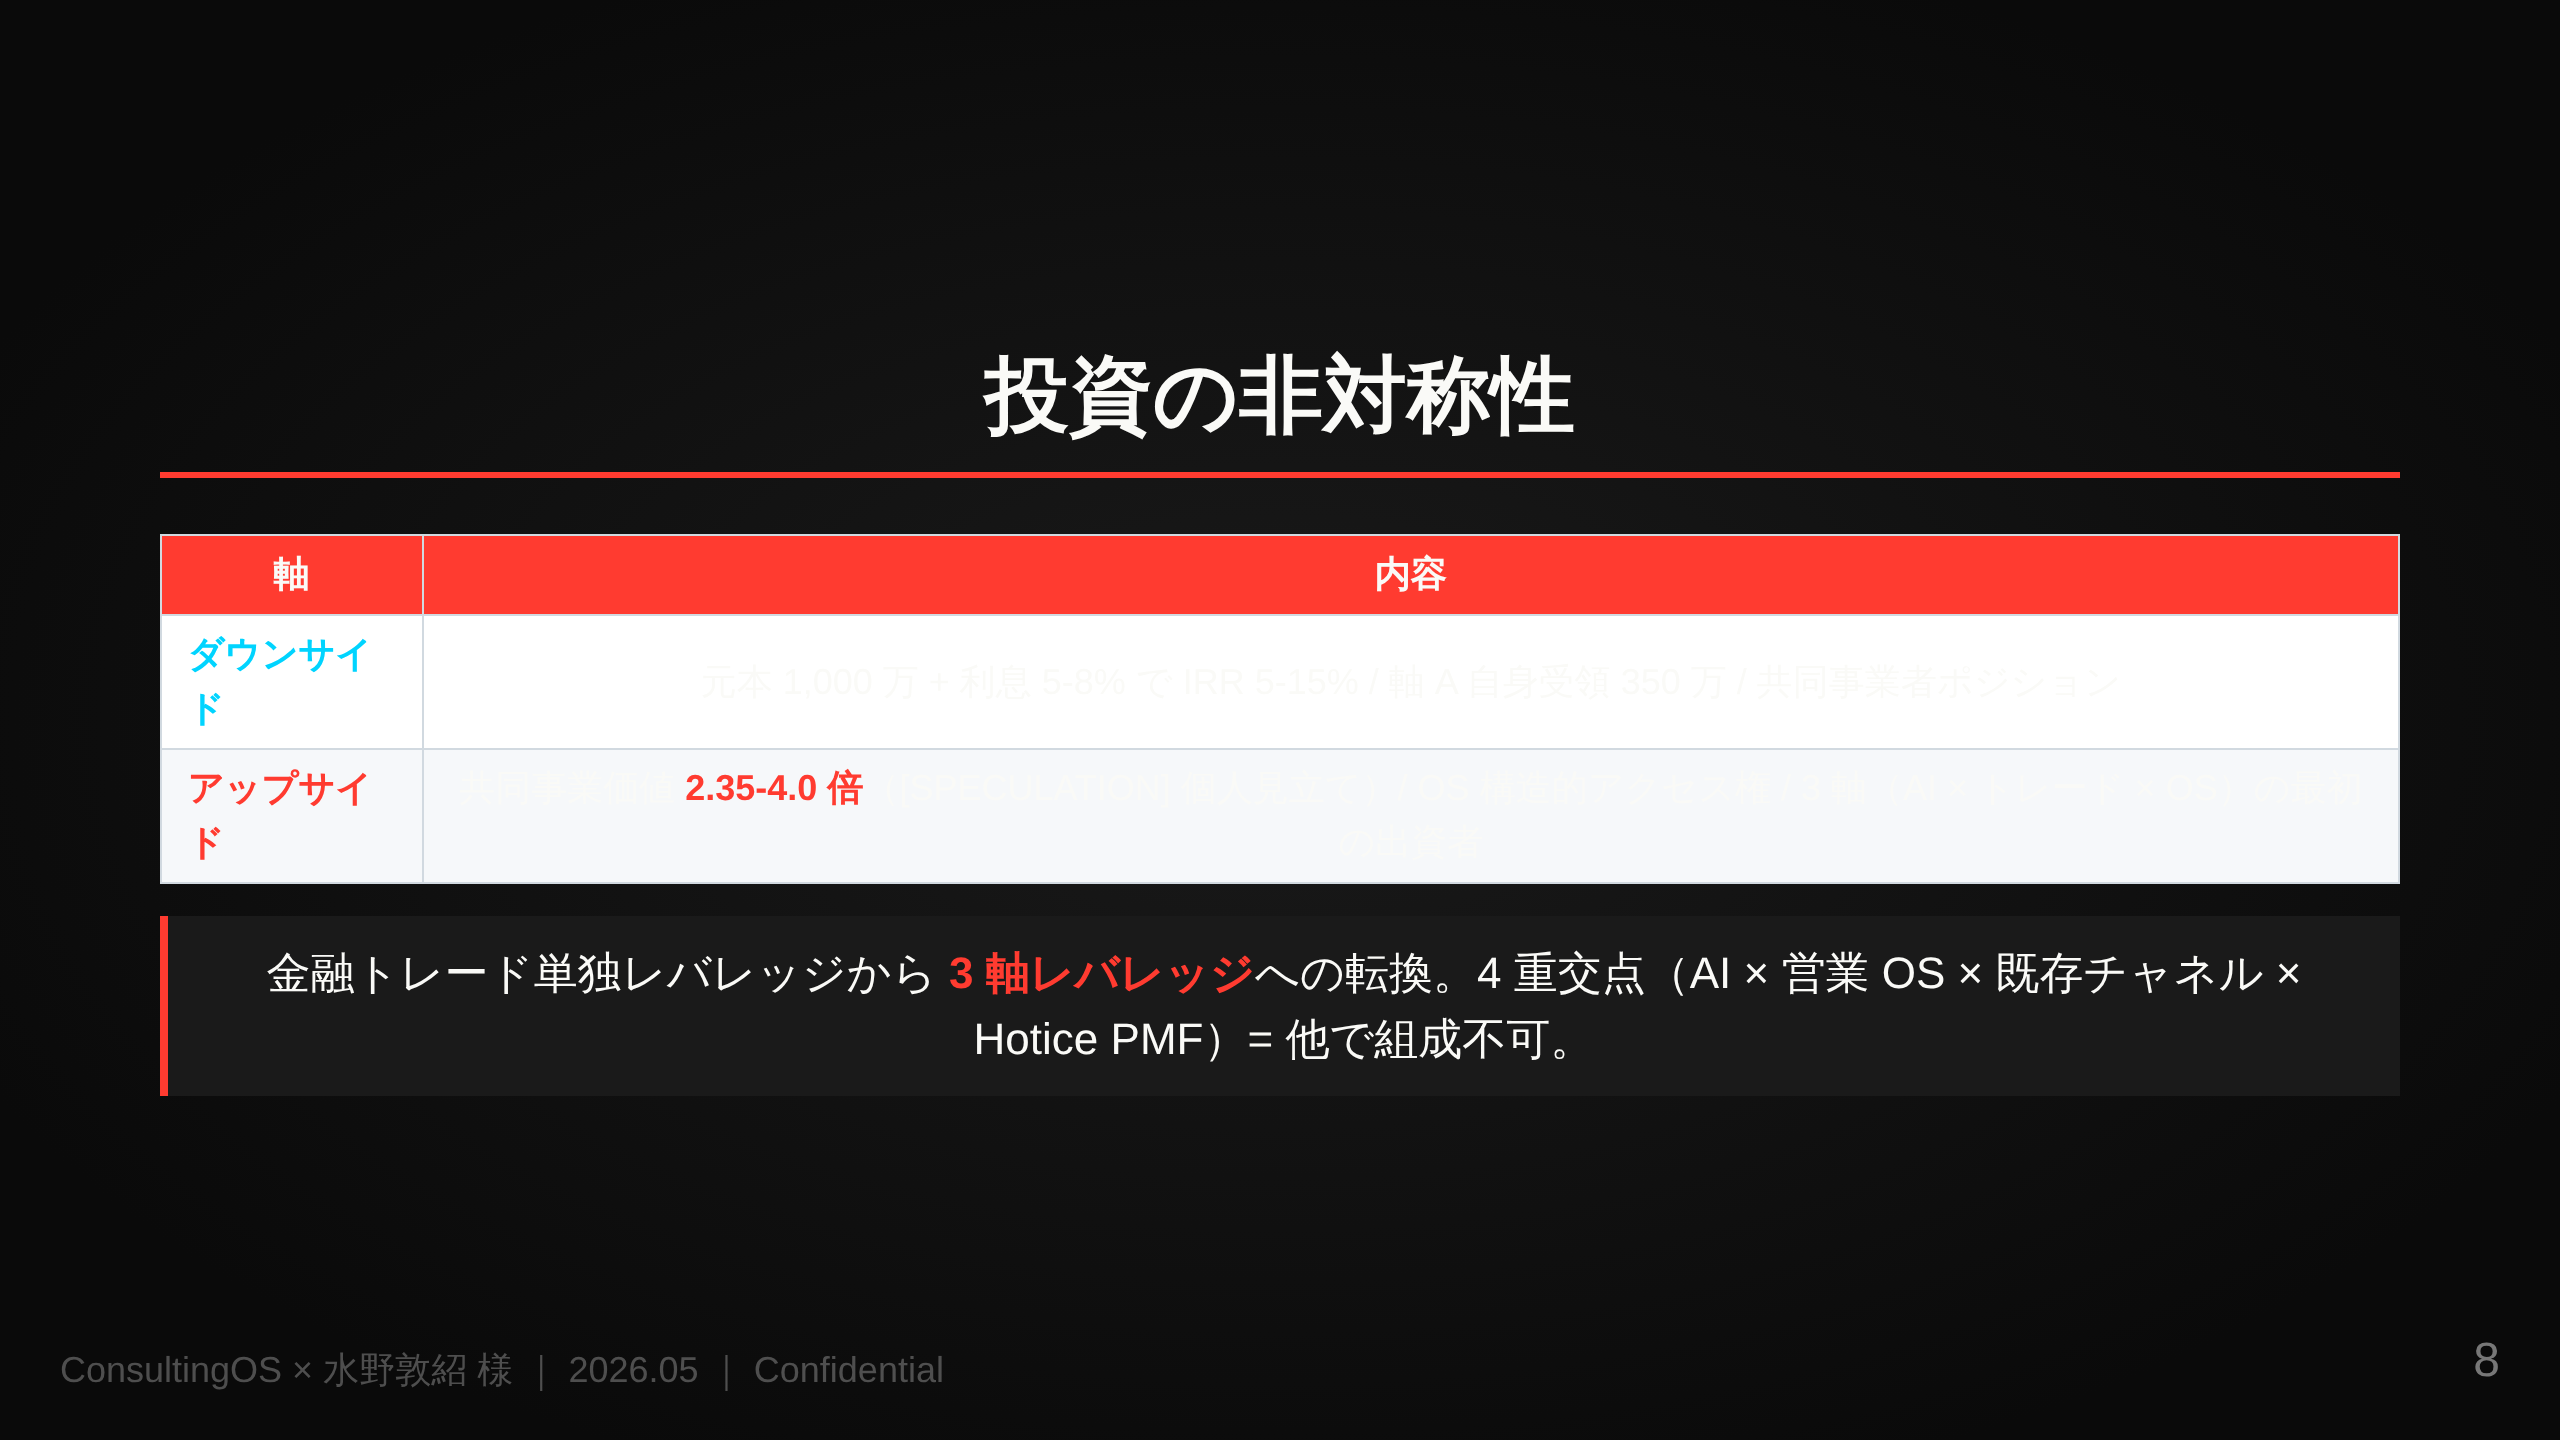 投資の非対称性
軸
内容
ダウンサイ
ド
元本 1,000 万 + 利息 5-8% で IRR 5-15% / 軸 A 自身受領 350 万 / 共同事業者ポジション
アップサイ
ド
2.35-4.0 倍
の出資者
金融トレード単独レバレッジから 3 軸レバレッジへの転換。4 重交点（AI × 営業 OS × 既存チャネル ×
Hotice PMF）= 他で組成不可。
ConsultingOS × 水野敦紹 様 ｜ 2026.05 ｜ Confidential
8